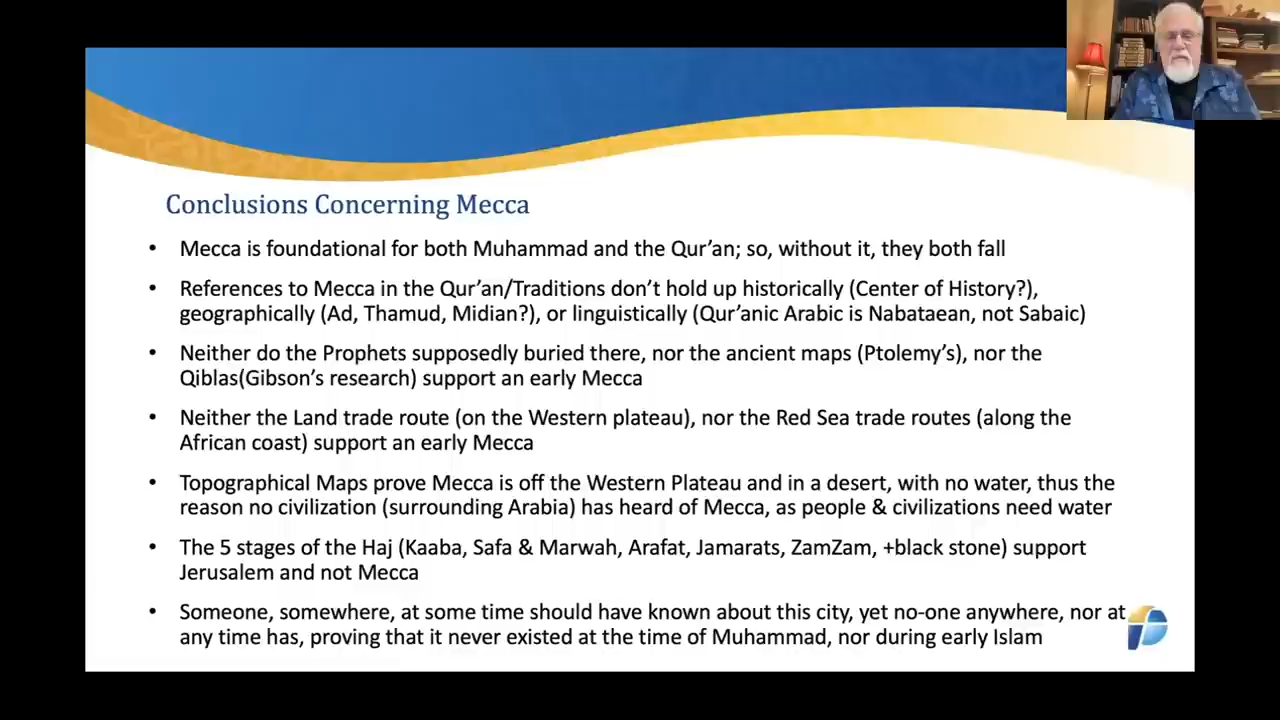 Conclusions Concerning Mecca
• Mecca is foundational for both Muhammad and the Qur'an; so, without it, they both fall
• References to Mecca in the Qur'an/Traditions don't hold up historically (Center of History?),
geographically (Ad, Thamud, Midian?), or linguistically (Qur'anic Arabic is Nabataean, not Sabaic)
• Neither do the Prophets supposedly buried there, nor the ancient maps (Ptolemy's), nor the
Qiblas(Gibson's research) support an early Mecca
• Neither the Land trade route (on the Western plateau), nor the Red Sea trade routes (along the
African coast) support an early Mecca
• Topographical Maps prove Mecca is off the Western Plateau and in a desert, with no water, thus the
reason no civilization (surrounding Arabia) has heard of Mecca, as people & civilizations need water
• The 5 stages of the Haj (Kaaba, Safa & Marwah, Arafat, Jamarats, ZamZam, +black stone) support
Jerusalem and not Mecca
• Someone, somewhere, at some time should have known about this city, yet no-one anywhere, nor at
any time has, proving that it never existed at the time of Muhammad, nor during early Islam